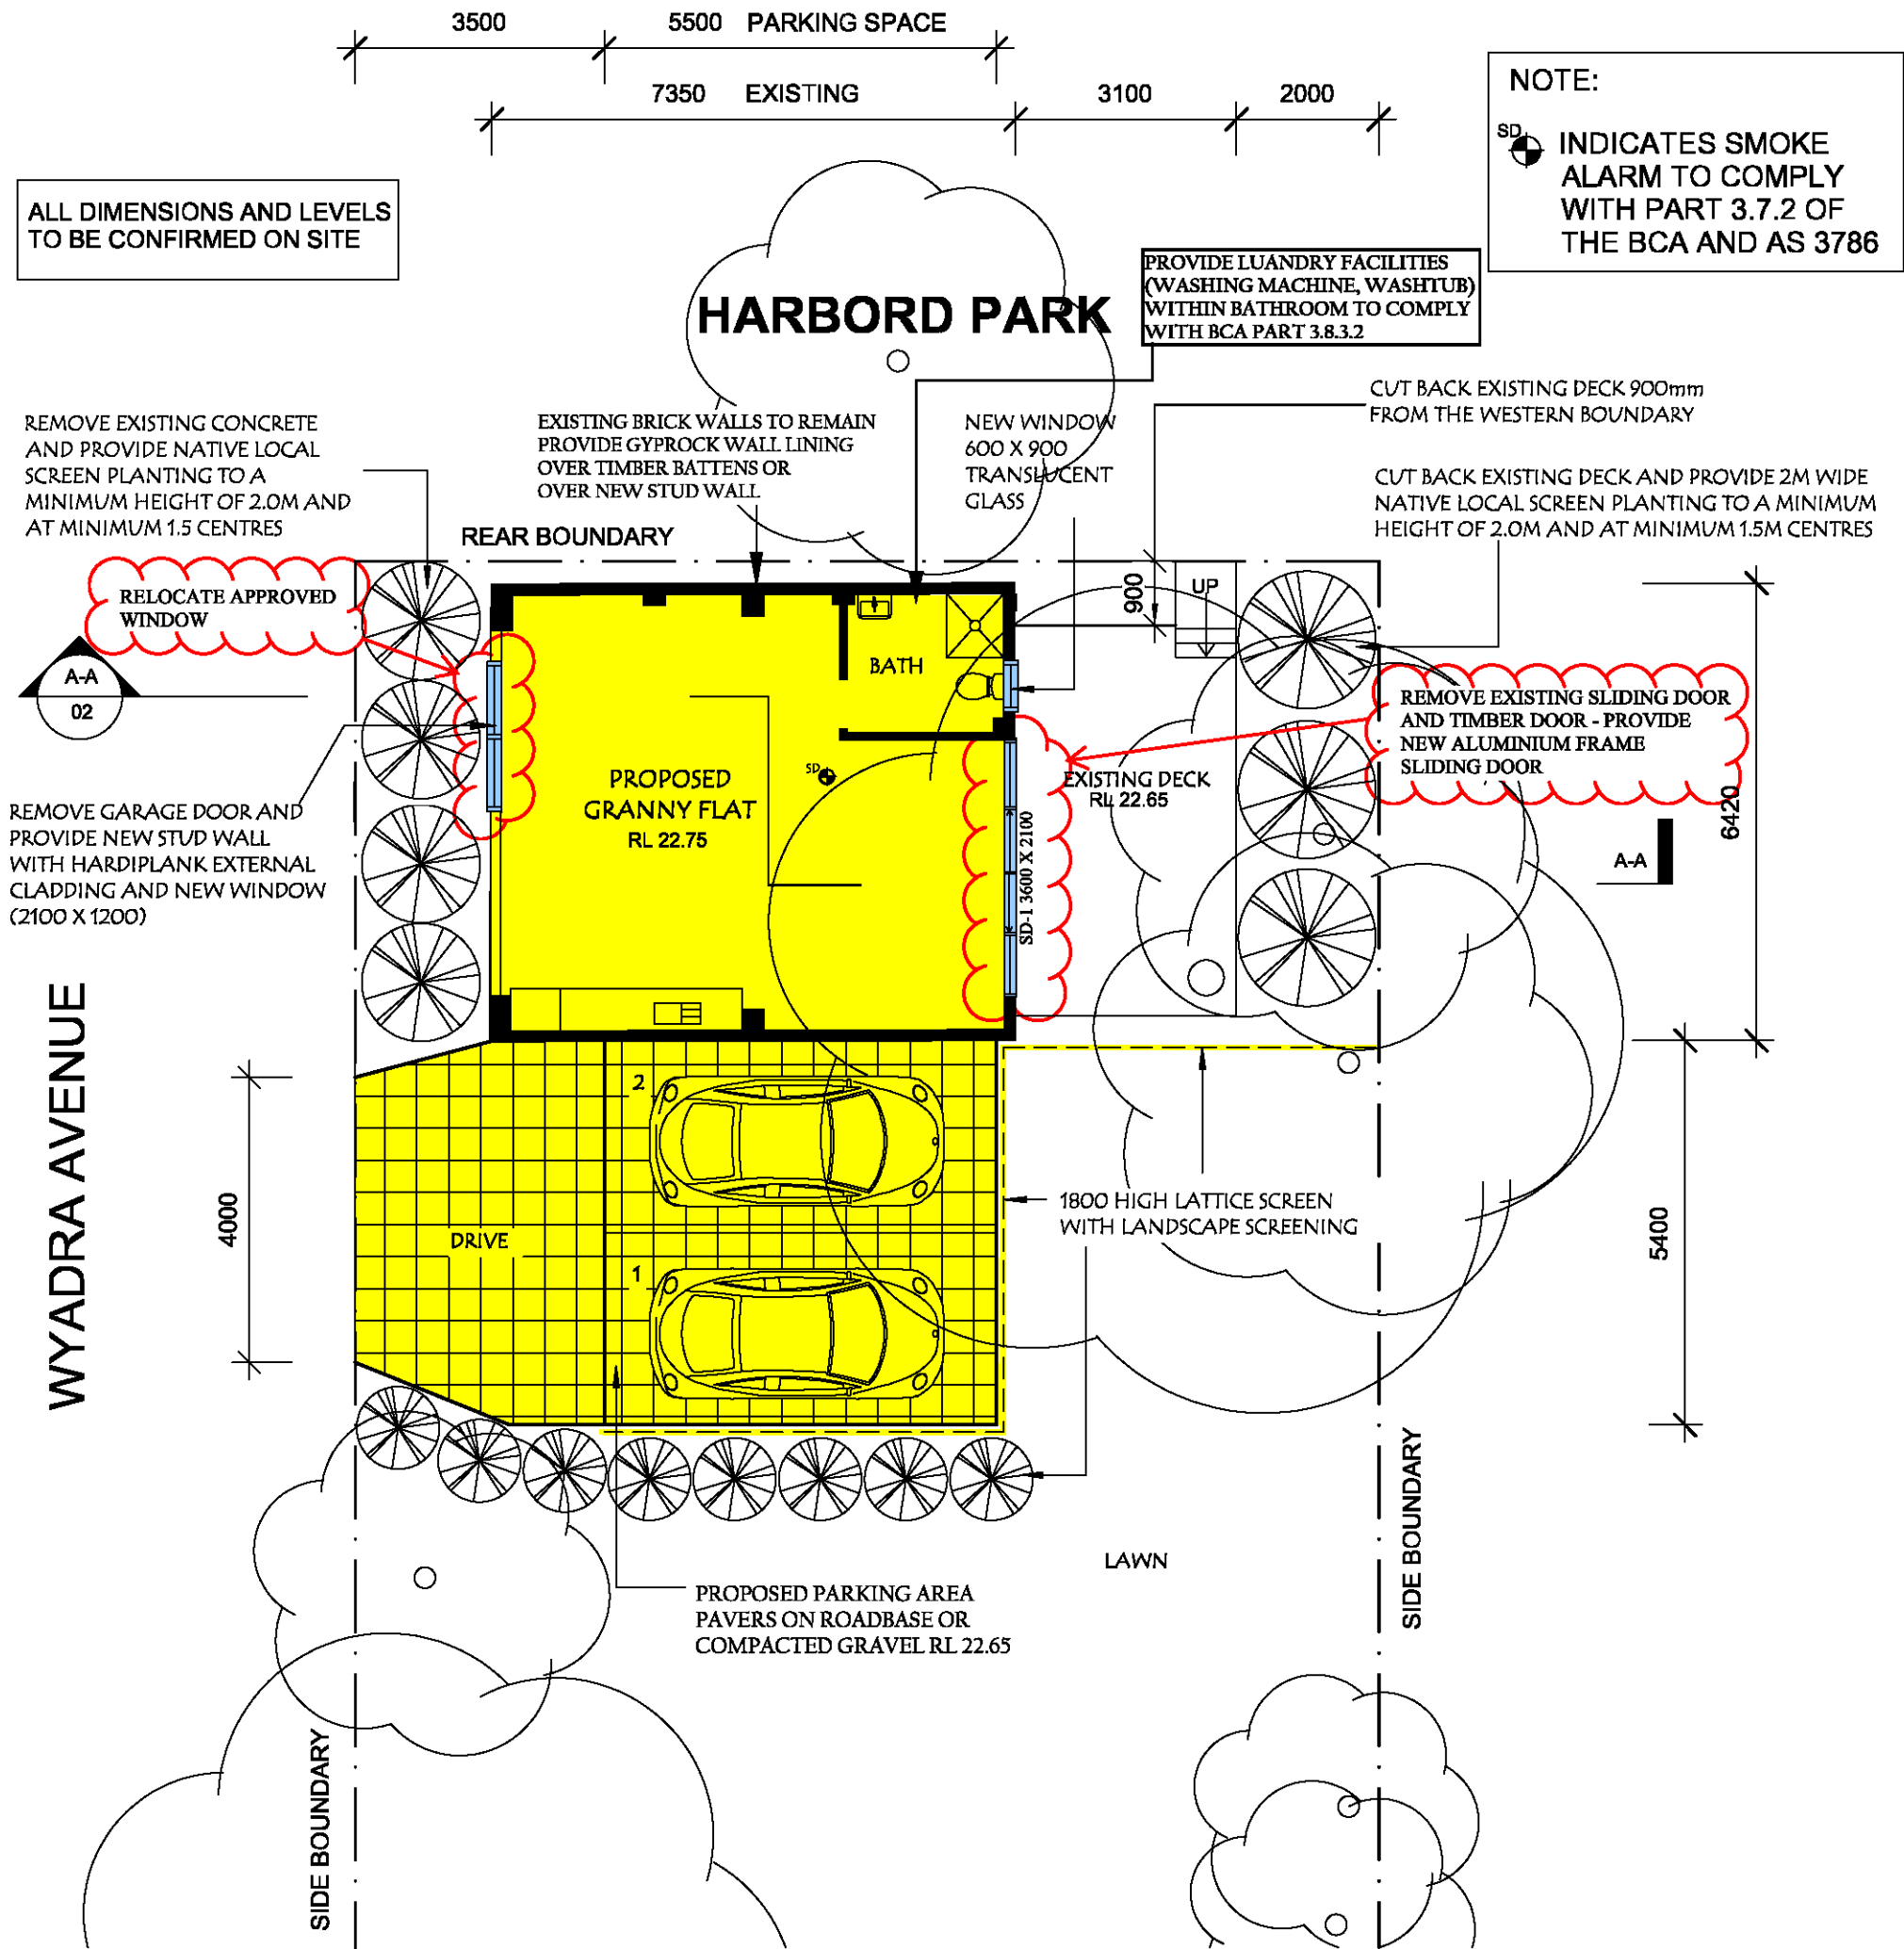 3500
5500 PARKING SPACE
7350 EXISTING
3100
2000
NOTE:
SD
INDICATES SMOKE
ALARM TO COMPLY
WITH PART 3.7.2 OF
THE BCA AND AS 3786
ALL DIMENSIONS AND LEVELS
TO BE CONFIRMED ON SITE
HARBORD PARK
PROVIDE LUANDRY FACILITIES
(WASHING MACHINE, WASHTUB)
WITHIN BATHROOM TO COMPLY
WITH BCA PART 3.8.3.2
CUT BACK EXISTING DECK 900mm
FROM THE WESTERN BOUNDARY
REMOVE EXISTING CONCRETE
AND PROVIDE NATIVE LOCAL
SCREEN PLANTING TO A
MINIMUM HEIGHT OF 2.0M AND
AT MINIMUM 1.5 CENTRES
EXISTING BRICK WALLS TO REMAIN
PROVIDE GYPROCK WALL LINING
OVER TIMBER BATTENS OR
OVER NEW STUD WALL
NEW WINDOW
600 X 900
TRANSLUCENT
GLASS
CUT BACK EXISTING DECK AND PROVIDE 2M WIDE
NATIVE LOCAL SCREEN PLANTING TO A MINIMUM
HEIGHT OF 2.0M AND AT MINIMUM 1.5M CENTRES
REAR BOUNDARY
RELOCATE APPROVED
WINDOW
900
UP
A-A
02
BATH
REMOVE EXISTING SLIDING DOOR
AND TIMBER DOOR - PROVIDE
NEW ALUMINIUM FRAME
SLIDING DOOR
PROPOSED
GRANNY FLAT
RL 22.75
SD
EXISTING DECK
RL 22.65
SD-1 3600 X 2100
6420
A-A
REMOVE GARAGE DOOR AND
PROVIDE NEW STUD WALL
WITH HARDIPLANK EXTERNAL
CLADDING AND NEW WINDOW
(2100 X 1200)
WYADRA AVENUE
4000
2
DRIVE
1
1800 HIGH LATTICE SCREEN
WITH LANDSCAPE SCREENING
5400
SIDE BOUNDARY
LAWN
PROPOSED PARKING AREA
PAVERS ON ROADBASE OR
COMPACTED GRAVEL RL 22.65
SIDE BOUNDARY